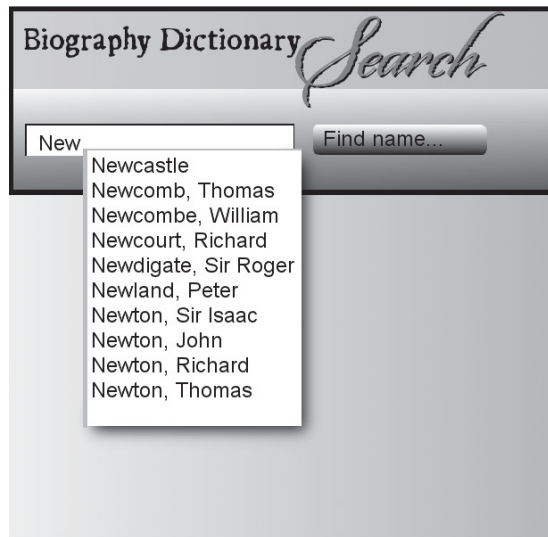 Biography Dictionary Search
New
Find name...
Newcastle
Newcomb, Thomas
Newcombe, William
Newcourt, Richard
Newdigate, Sir Roger
Newland, Peter
Newton, Sir Isaac
Newton, John
Newton, Richard
Newton, Thomas